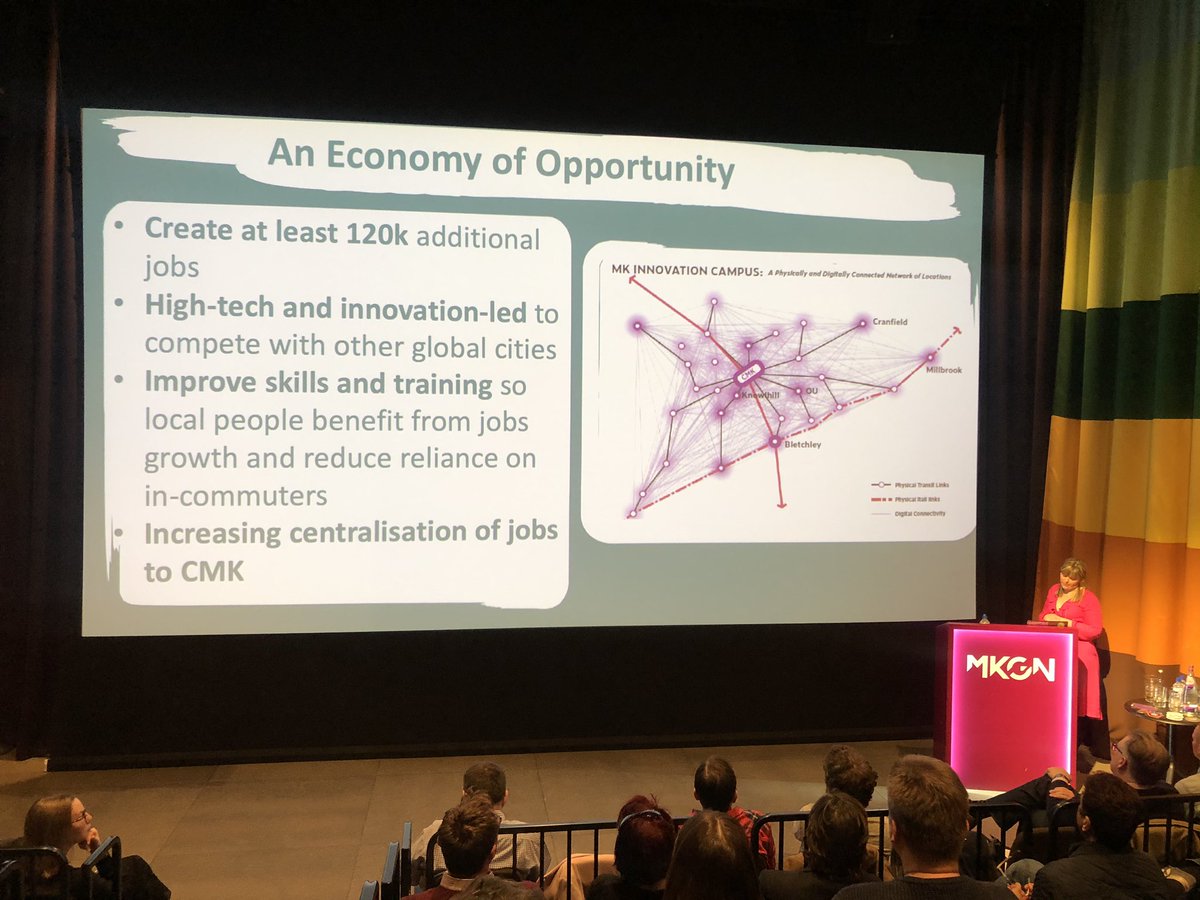 An Economy of Opportunity
• Create at least 120k additional
jobs
• High-tech and innovation-led to
compete with other global cities
• Improve skills and training so
local people benefit from jobs
growth and reduce reliance on
in-commuters
• Increasing centralisation of jobs
to CMK
MK INNOVATION CAMPUS: A Physically and Digitally Connected Network of Locations
Cranfield
Millbrook
CMK
Knowlhill
OU
Bletchley
Physical Transit Links
Physical Rail links
Digital Connectivity
MKGN